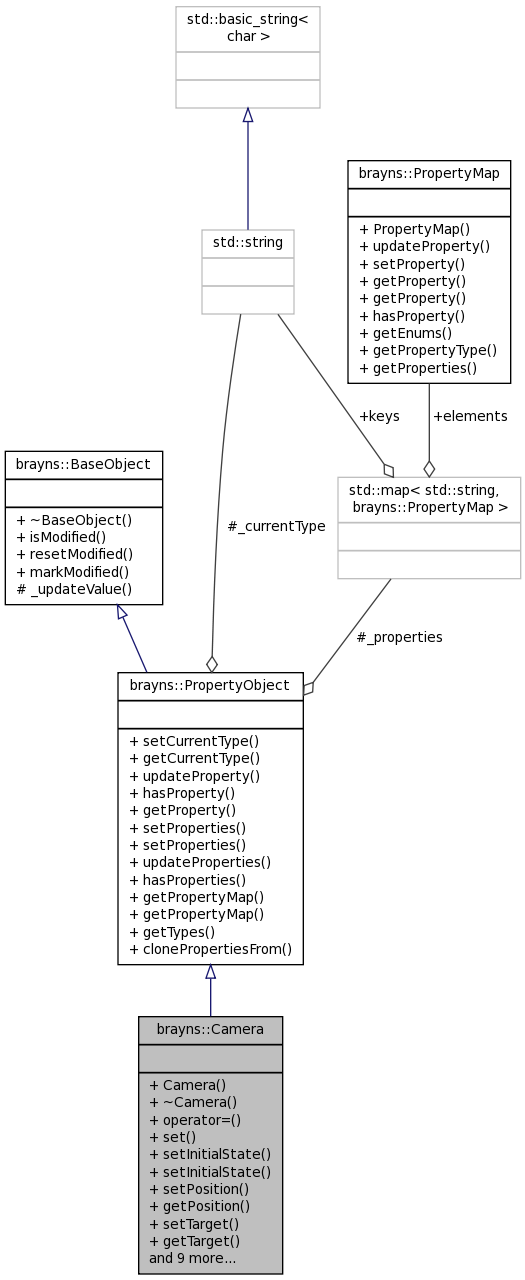 std::basic_string<
char >
brayns::PropertyMap
+ PropertyMap()
+ updateProperty()
+ setProperty()
+ getProperty()
+ getProperty()
+ hasProperty()
+ getEnums()
+ getPropertyType()
+ getProperties()
std::string
+keys
+elements
brayns::BaseObject
+ ~BaseObject()
+ isModified()
+ resetModified()
+ markModified()
# _updateValue()
std::map< std::string,
brayns::PropertyMap >
#_currentType
#_properties
brayns::PropertyObject
+ setCurrentType()
+ getCurrentType()
+ updateProperty()
+ hasProperty()
+ getProperty()
+ setProperties()
+ setProperties()
+ updateProperties()
+ hasProperties()
+ getPropertyMap()
+ getPropertyMap()
+ getTypes()
+ clonePropertiesFrom()
brayns::Camera
+ Camera()
+ ~Camera()
+ operator=()
+ set()
+ setInitialState()
+ setInitialState()
+ setPosition()
+ getPosition()
+ setTarget()
+ getTarget()
and 9 more...